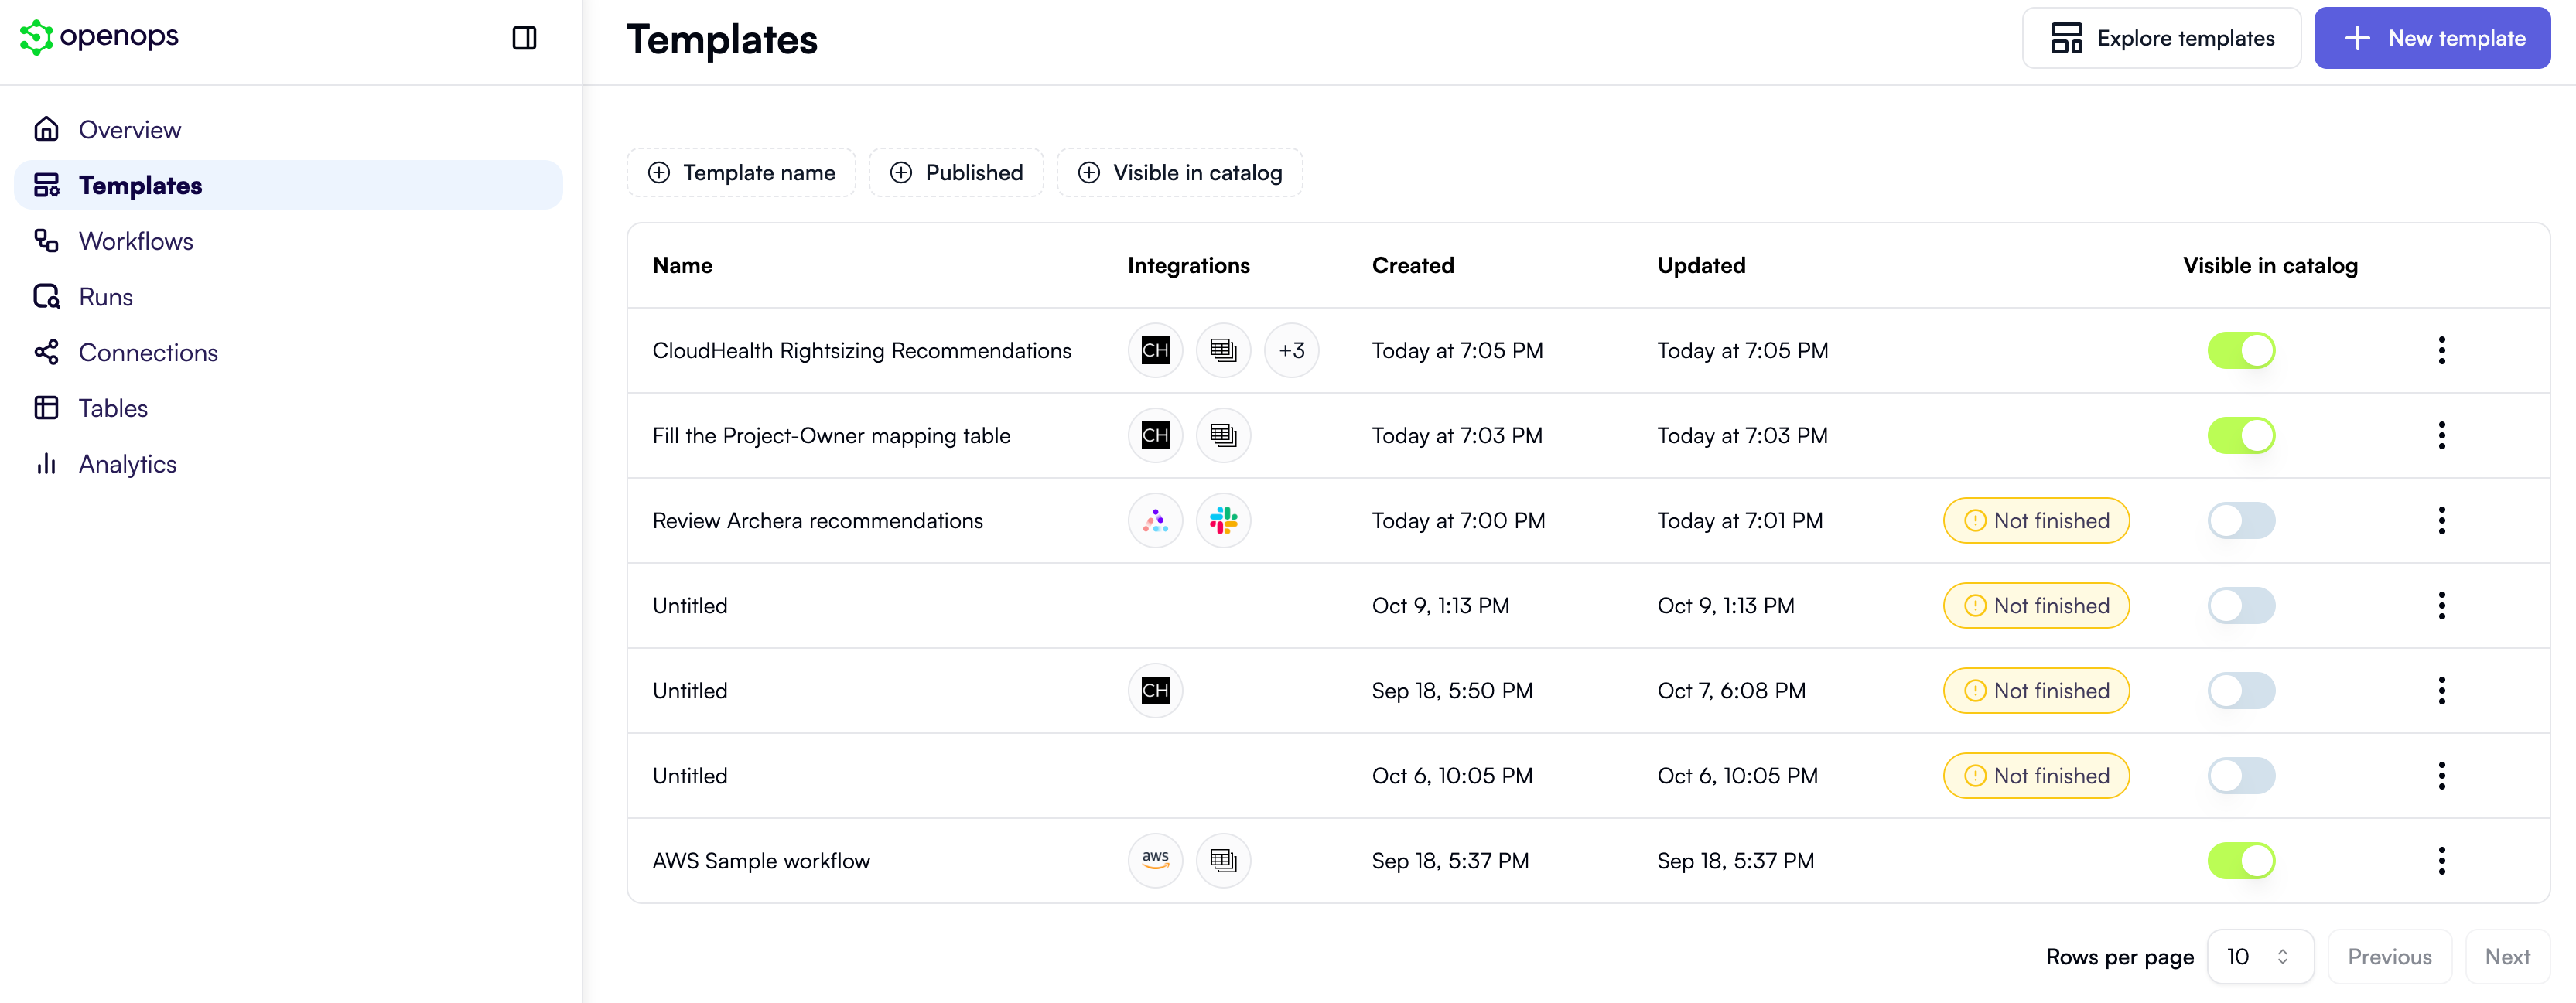 openops
Templates
Explore templates
New template
Overview
Templates
Workflows
Runs
Connections
Tables
Analytics
Template name
Published
Visible in catalog
Name Integrations Created Updated Visible in catalog
CloudHealth Rightsizing Recommendations CH +3 Today at 7:05 PM Today at 7:05 PM
Fill the Project-Owner mapping table CH Today at 7:03 PM Today at 7:03 PM
Review Archera recommendations Today at 7:00 PM Today at 7:01 PM Not finished
Untitled Oct 9, 1:13 PM Oct 9, 1:13 PM Not finished
Untitled CH Sep 18, 5:50 PM Oct 7, 6:08 PM Not finished
Untitled Oct 6, 10:05 PM Oct 6, 10:05 PM Not finished
AWS Sample workflow aws Sep 18, 5:37 PM Sep 18, 5:37 PM
Rows per page 10 Previous Next